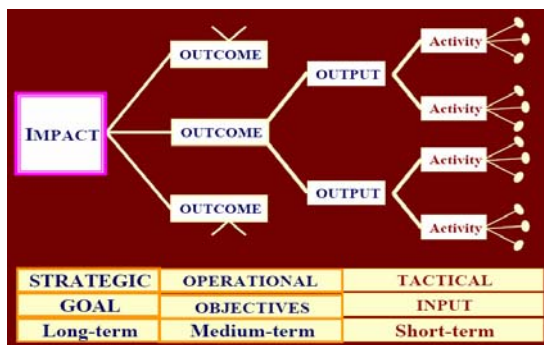 OUTCOME
Activity
OUTPUT
Activity
IMPACT
OUTCOME
Activity
OUTPUT
OUTCOME
Activity
STRATEGIC OPERATIONAL TACTICAL
GOAL OBJECTIVES INPUT
Long-term Medium-term Short-term